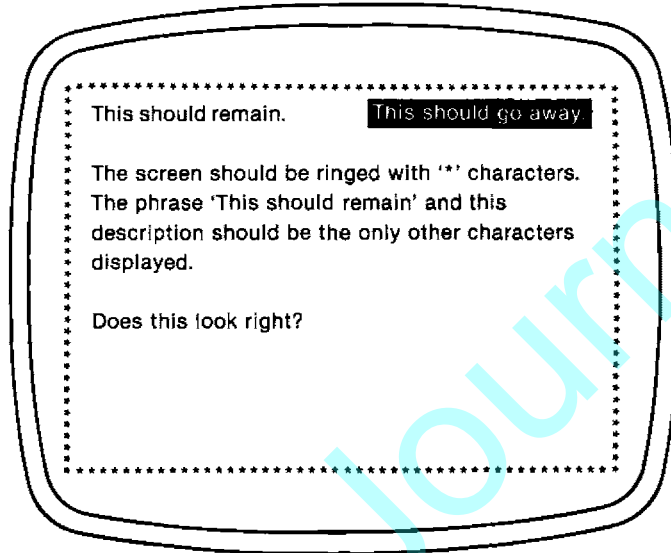 This should remain. This should go away.
The screen should be ringed with '*' characters.
The phrase 'This should remain' and this
description should be the only other characters
displayed.
Does this look right?
Journ